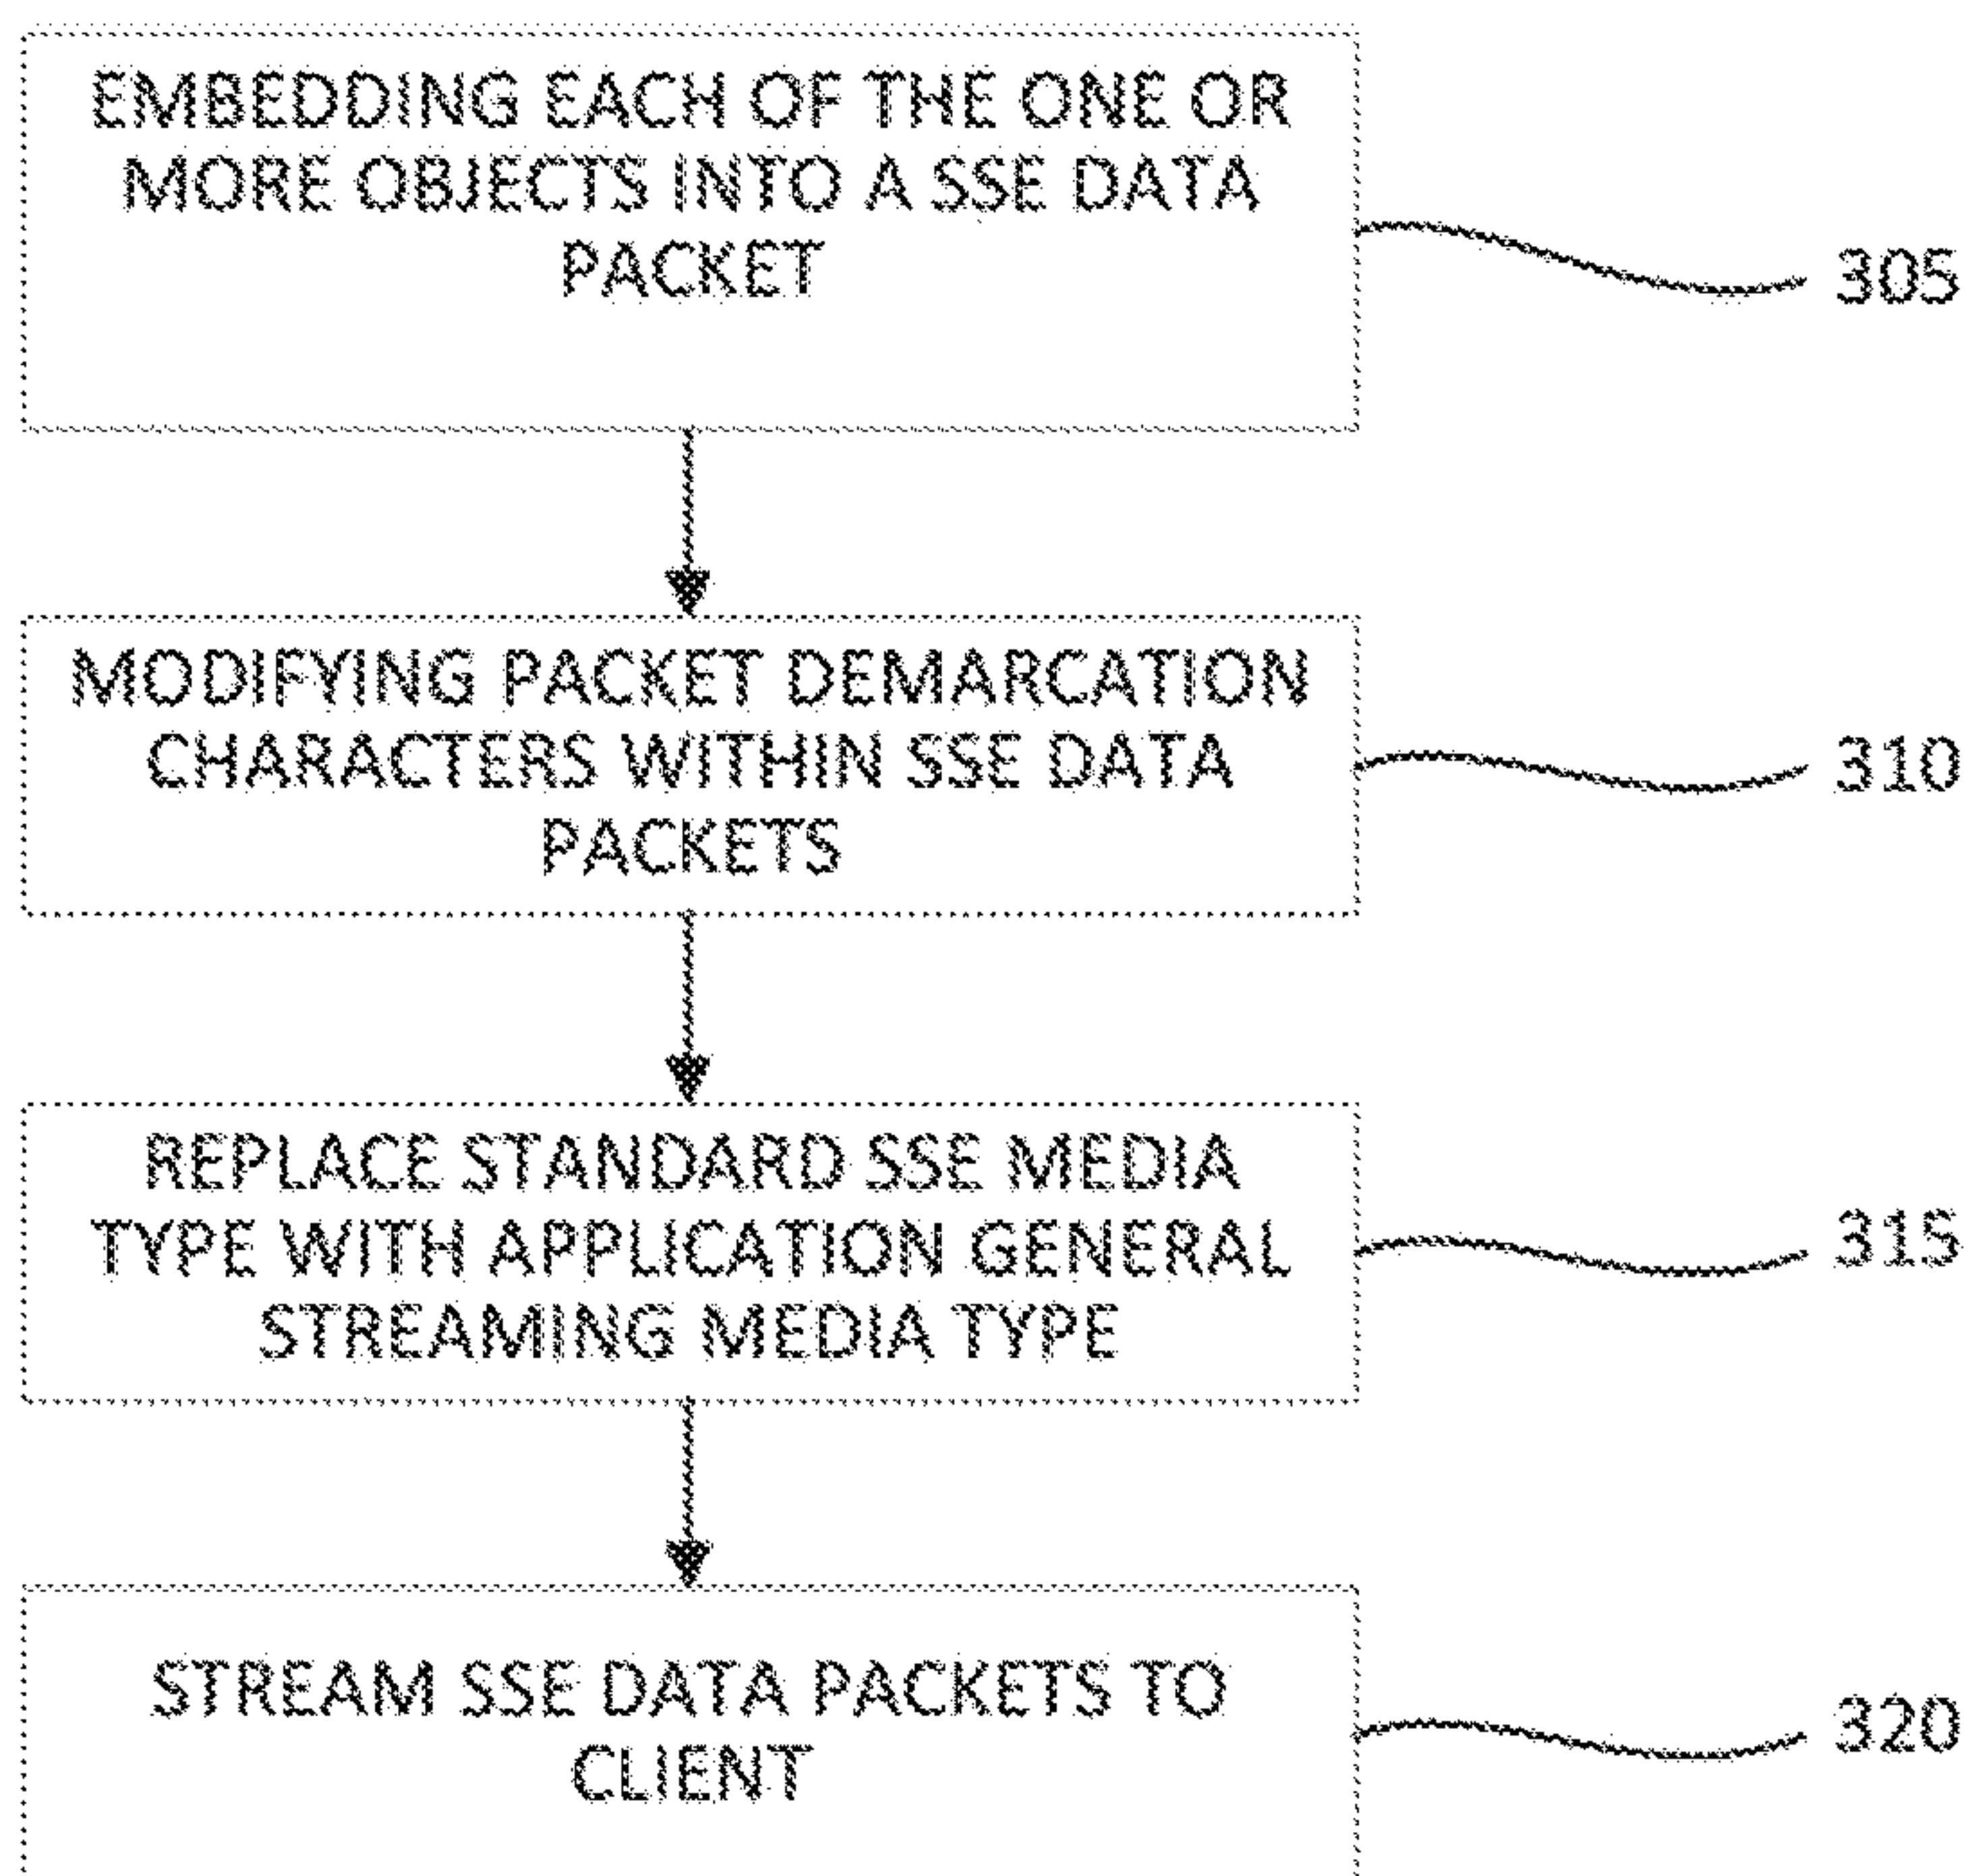 EMBEDDING EACH OF THE ONE OR
MORE OBJECTS INTO A SSE DATA
PACKET
305
MODIFYING PACKET DEMARCATION
CHARACTERS WITHIN SSE DATA
PACKETS
310
REPLACE STANDARD SSE MEDIA
TYPE WITH APPLICATION GENERAL
STREAMING MEDIA TYPE
315
STREAM SSE DATA PACKETS TO
CLIENT
320